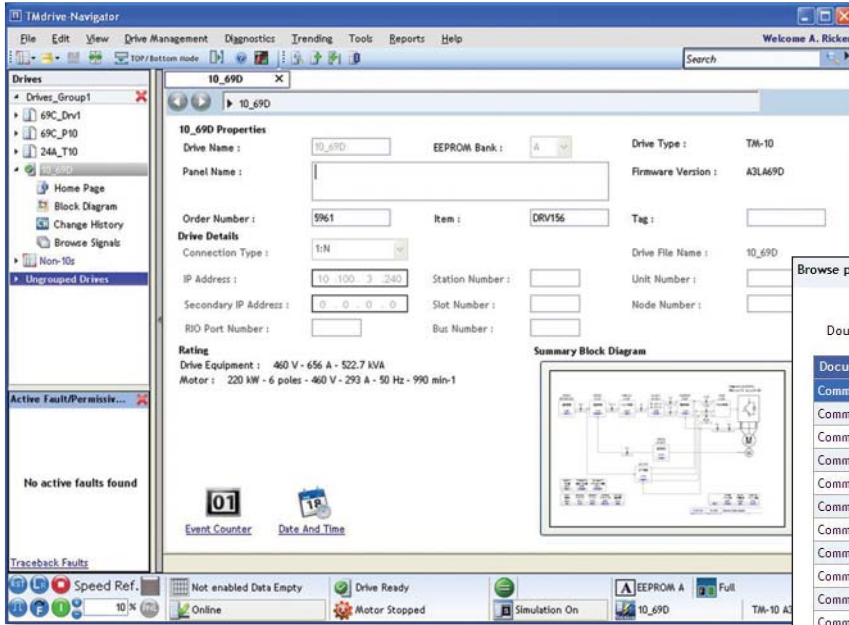 TMdrive-Navigator
File Edit View Drive Management Diagnostics Trending Tools Reports Help
Welcome A. Ricker
TOP/Bottom mode
Search
Drives
Drives_Group1
69C_Drv1
69C_P10
24A_T10
10_69D
Home Page
Block Diagram
Change History
Browse Signals
Non-10s
Ungrouped Drives
Active Fault/Permissiv...
No active faults found
Traceback Faults
10_69D X
10_69D
10_69D Properties
Drive Name : 10_69D EEPROM Bank : A Drive Type : TM-10
Panel Name : Firmware Version : A3LA69D
Order Number : 5961 Item : DRV156 Tag :
Drive Details
Connection Type : 1:N Drive File Name : 10_69D
IP Address : 10 .100 . 3 .240 Station Number : Unit Number :
Secondary IP Address : 0 . 0 . 0 . 0 Slot Number : Node Number :
RIO Port Number : Bus Number :
Rating
Drive Equipment : 460 V - 656 A - 522.7 kVA
Motor : 220 kW - 6 poles - 460 V - 293 A - 50 Hz - 990 min-1
Summary Block Diagram
01
18
Event Counter Date And Time
Browse p
Dou
Docu
Comm
Comm
Comm
Comm
Comm
Comm
Comm
Comm
Comm
Comm
Comm
Speed Ref.
10 %
Not enabled Data Empty Drive Ready A EEPROM A Full
Online Motor Stopped Simulation On 10_69D TM-10 A3